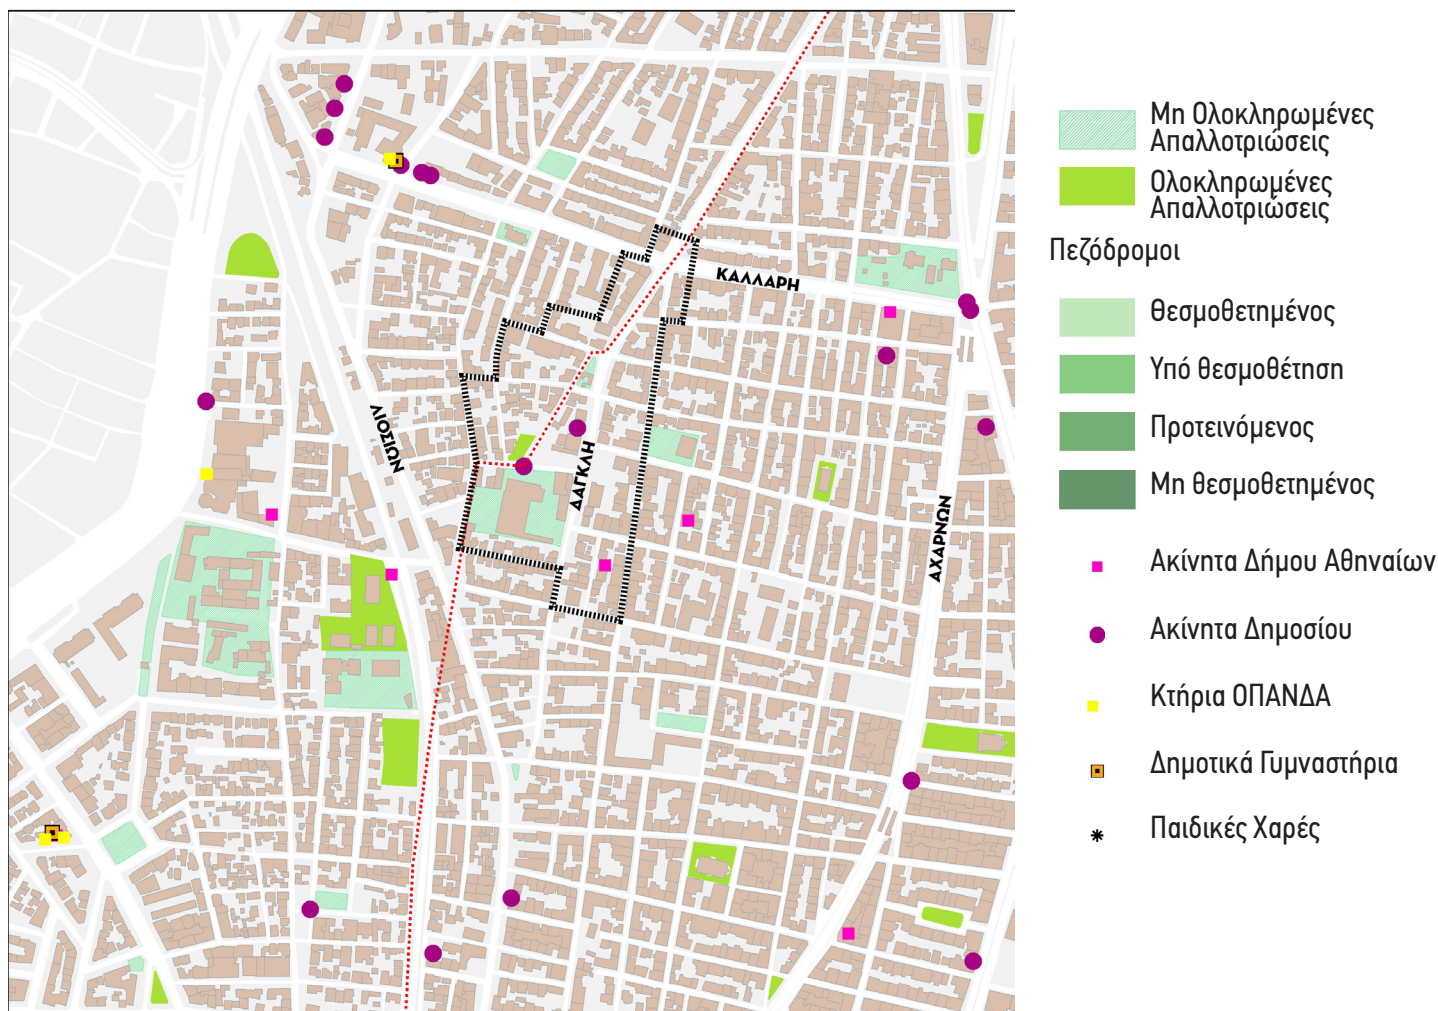 ΚΑΛΛΑΡΗ
ΛΙΟΣΙΩΝ
ΔΑΓΚΛΗ
ΑΧΑΡΝΩΝ
Μη Ολοκληρωμένες
Απαλλοτριώσεις
Ολοκληρωμένες
Απαλλοτριώσεις
Πεζόδρομοι
Θεσμοθετημένος
Υπό θεσμοθέτηση
Προτεινόμενος
Μη θεσμοθετημένος
Ακίνητα Δήμου Αθηναίων
Ακίνητα Δημοσίου
Κτήρια ΟΠΑΝΔΑ
Δημοτικά Γυμναστήρια
Παιδικές Χαρές